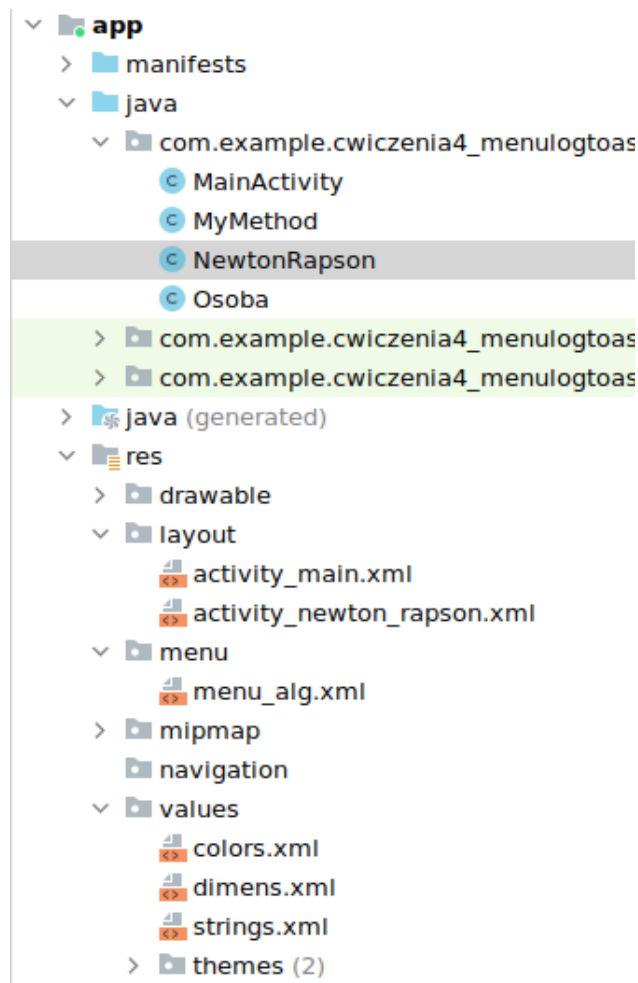 app
manifests
java
com.example.cwiczenia4_menulogtoas
MainActivity
MyMethod
NewtonRapson
Osoba
com.example.cwiczenia4_menulogtoas
com.example.cwiczenia4_menulogtoas
java (generated)
res
drawable
layout
activity_main.xml
activity_newton_rapson.xml
menu
menu_alg.xml
mipmap
navigation
values
colors.xml
dimens.xml
strings.xml
themes (2)